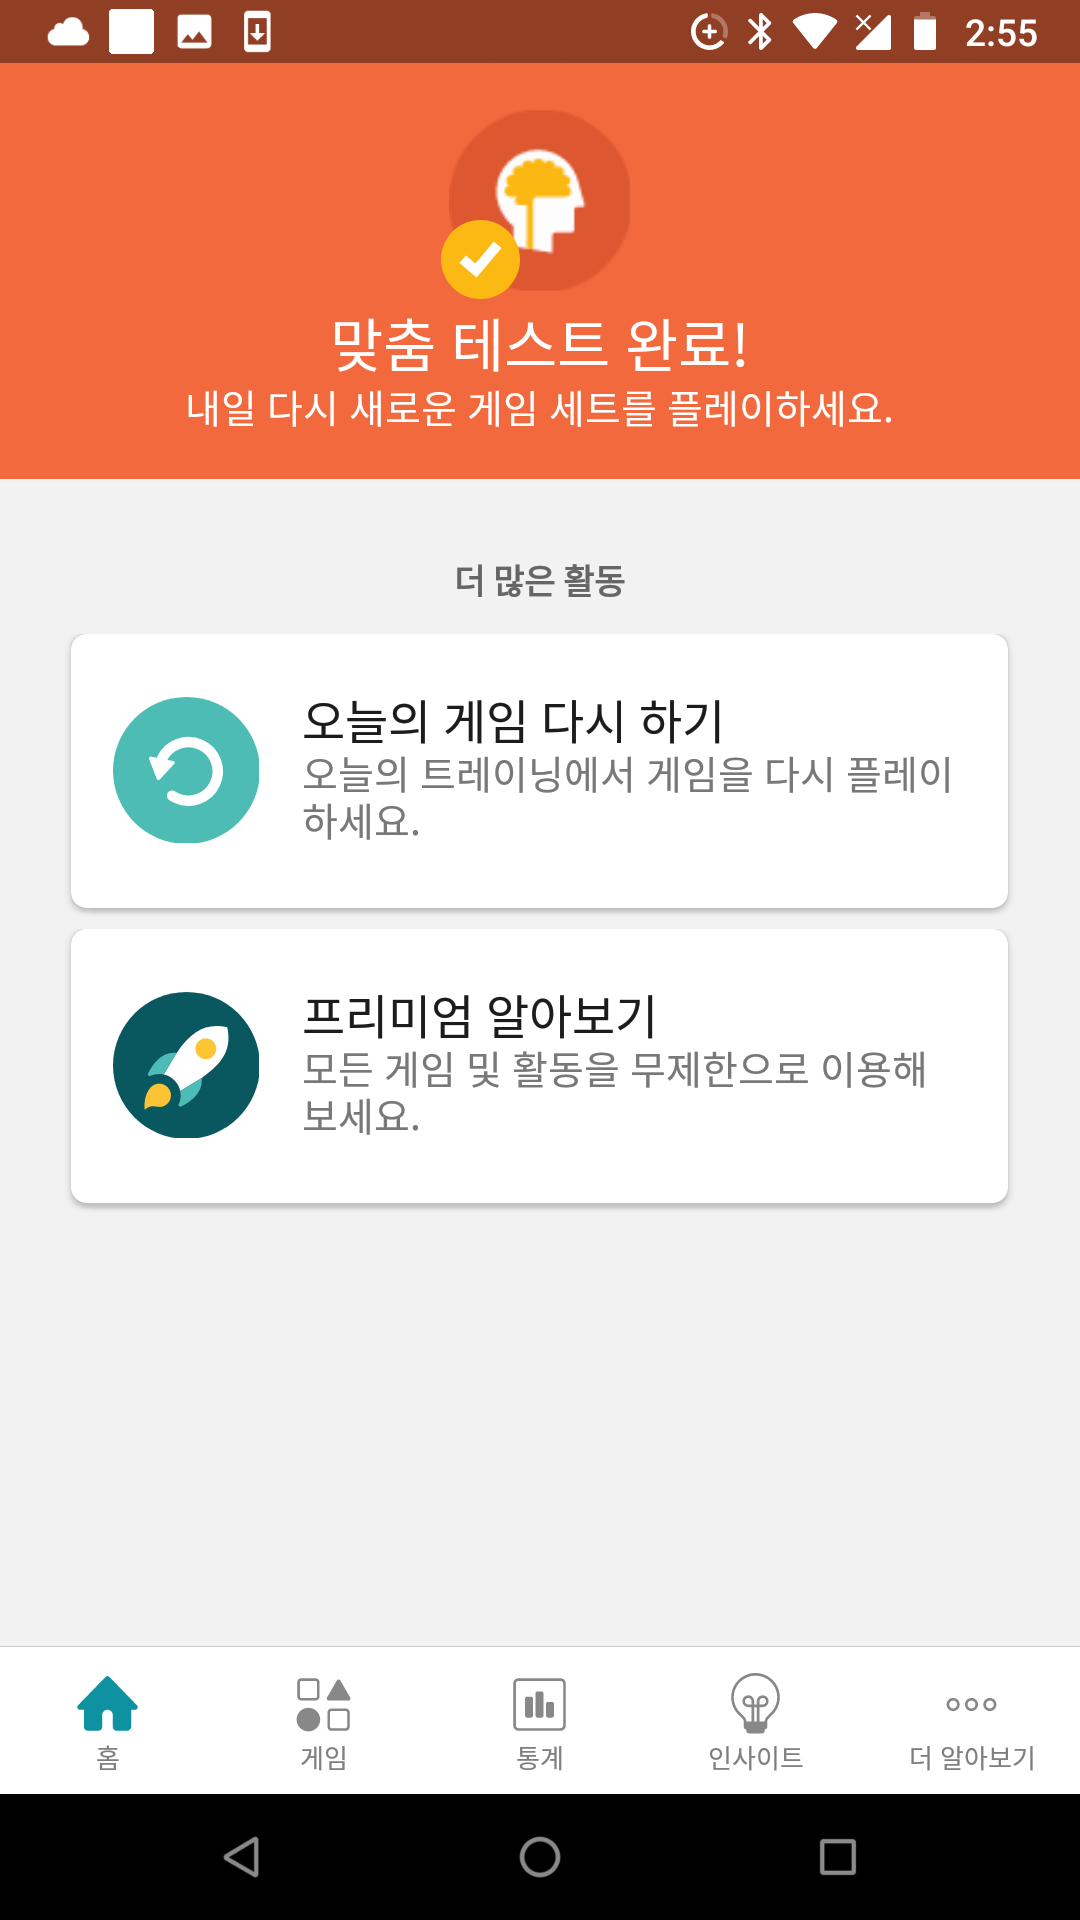 2:55
맞춤 테스트 완료!
내일 다시 새로운 게임 세트를 플레이하세요.
더 많은 활동
오늘의 게임 다시 하기
오늘의 트레이닝에서 게임을 다시 플레이
하세요.
프리미엄 알아보기
모든 게임 및 활동을 무제한으로 이용해
보세요.
홈
게임
통계
인사이트
더 알아보기